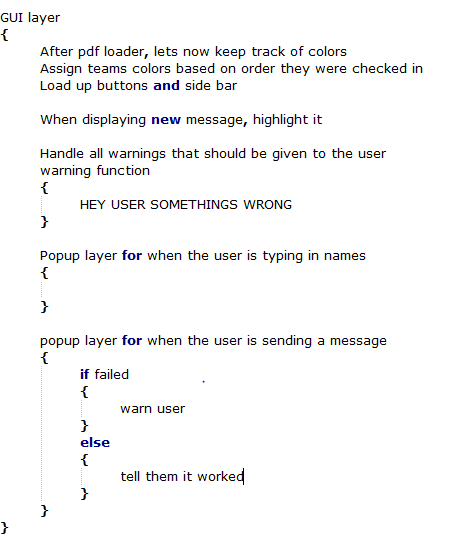 GUI layer
{
After pdf loader, lets now keep track of colors
Assign teams colors based on order they were checked in
Load up buttons and side bar
When displaying new message, highlight it
Handle all warnings that should be given to the user
warning function
{
HEY USER SOMETHINGS WRONG
}
Popup layer for when the user is typing in names
{
}
popup layer for when the user is sending a message
{
if failed
{
warn user
}
else
{
tell them it worked
}
}
}